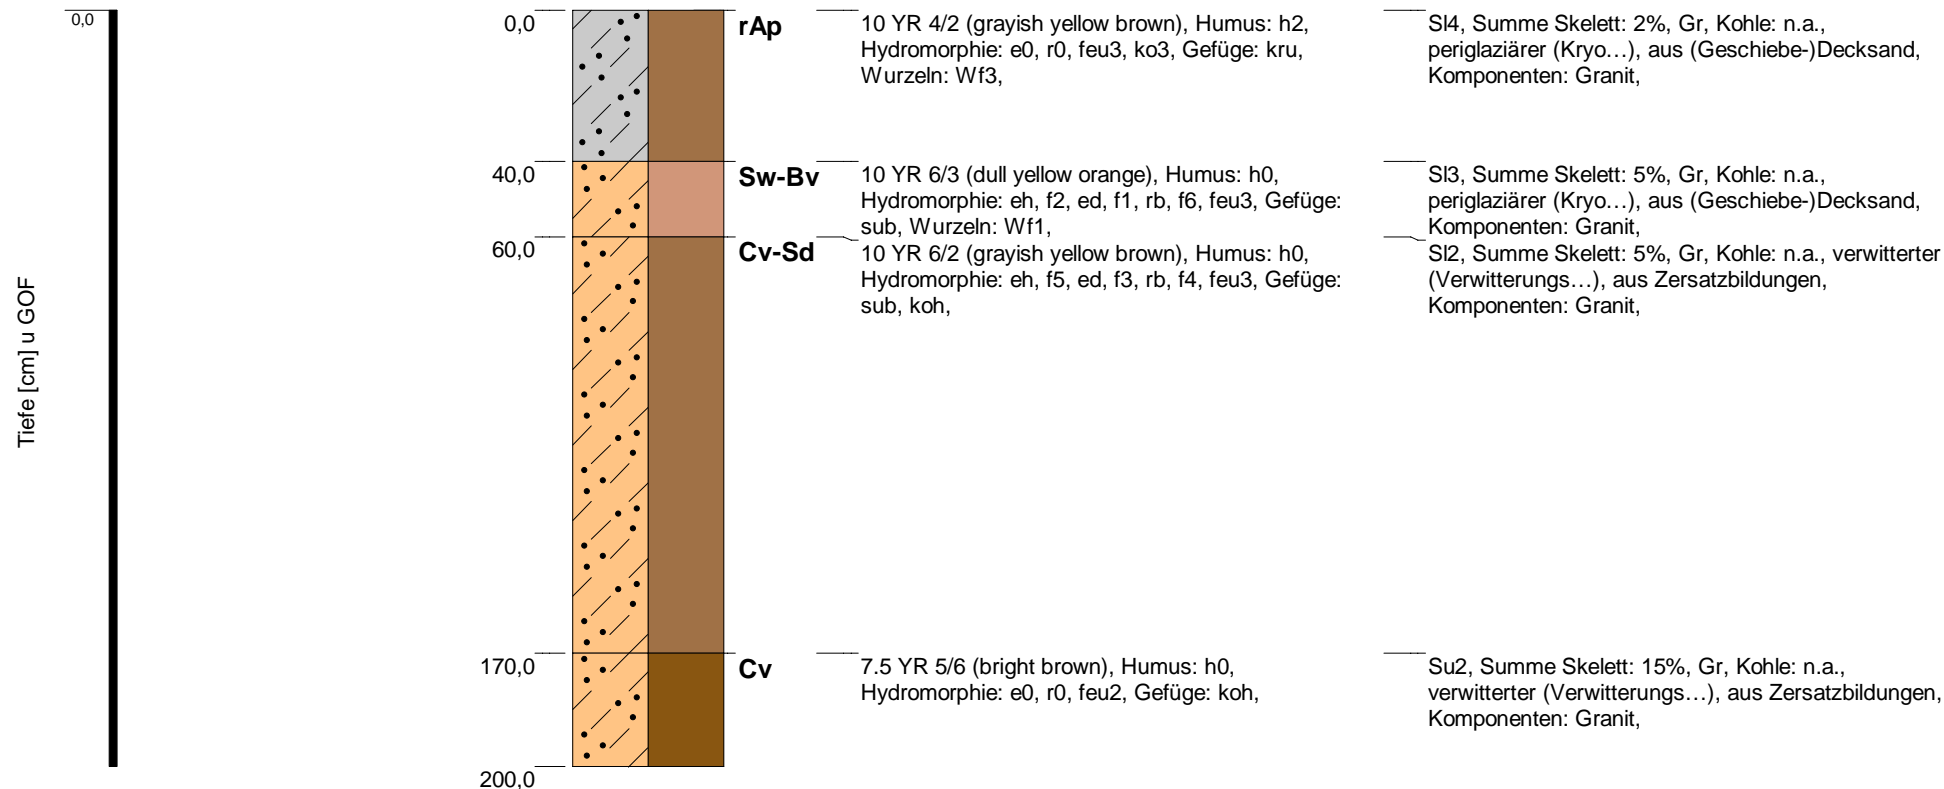 0,0
Tiefe [cm] u GOF
0,0
rAp
10 YR 4/2 (grayish yellow brown), Humus: h2,
Hydromorphie: e0, r0, feu3, ko3, Gefüge: kru,
Wurzeln: Wf3,
Sl4, Summe Skelett: 2%, Gr, Kohle: n.a.,
periglaziärer (Kryo…), aus (Geschiebe-)Decksand,
Komponenten: Granit,
40,0
Sw-Bv
10 YR 6/3 (dull yellow orange), Humus: h0,
Hydromorphie: eh, f2, ed, f1, rb, f6, feu3, Gefüge:
sub, Wurzeln: Wf1,
Sl3, Summe Skelett: 5%, Gr, Kohle: n.a.,
periglaziärer (Kryo…), aus (Geschiebe-)Decksand,
Komponenten: Granit,
60,0
Cv-Sd
10 YR 6/2 (grayish yellow brown), Humus: h0,
Hydromorphie: eh, f5, ed, f3, rb, f4, feu3, Gefüge:
sub, koh,
Sl2, Summe Skelett: 5%, Gr, Kohle: n.a., verwitterter
(Verwitterungs…), aus Zersatzbildungen,
Komponenten: Granit,
170,0
Cv
7.5 YR 5/6 (bright brown), Humus: h0,
Hydromorphie: e0, r0, feu2, Gefüge: koh,
Su2, Summe Skelett: 15%, Gr, Kohle: n.a.,
verwitterter (Verwitterungs…), aus Zersatzbildungen,
Komponenten: Granit,
200,0